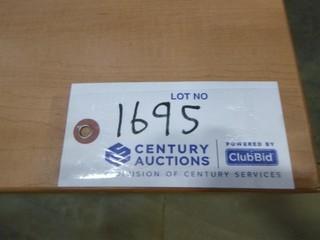 LOT NO
1695
CENTURY
AUCTIONS
POWERED BY
ClubBid
DIVISION OF CENTURY SERVICES